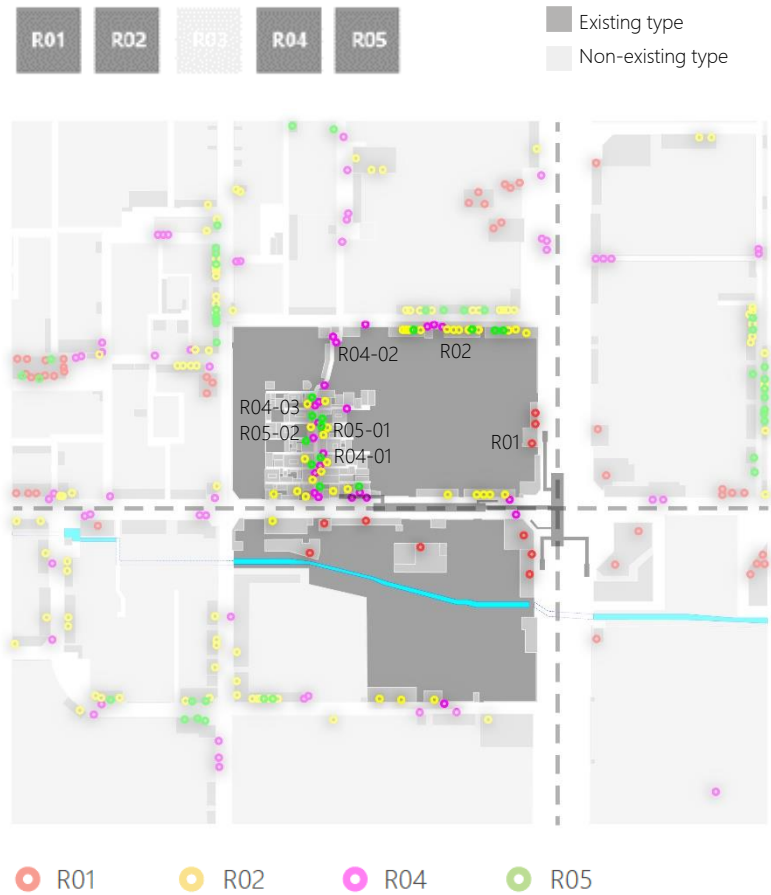 R01 R02 R03 R04 R05
Existing type
Non-existing type
R04-02
R02
R04-03
R05-02
R05-01
R01
R04-01
R01 R02 R04 R05